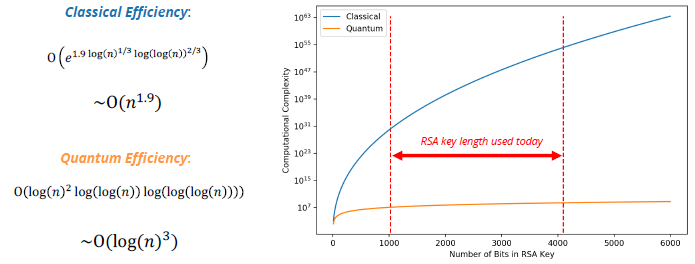 Classical Efficiency:
O(e^{1.9 log(n)^{1/3} log(log(n))^{2/3}})
~O(n^{1.9})
Quantum Efficiency:
O(log(n)^2 log(log(n)) log(log(log(n))))
~O(log(n)^3)
Classical
Quantum
Computational Complexity
10^{63}
10^{55}
10^{47}
10^{39}
10^{31}
10^{23}
10^{15}
10^7
RSA key length used today
0 1000 2000 3000 4000 5000 6000
Number of Bits in RSA Key